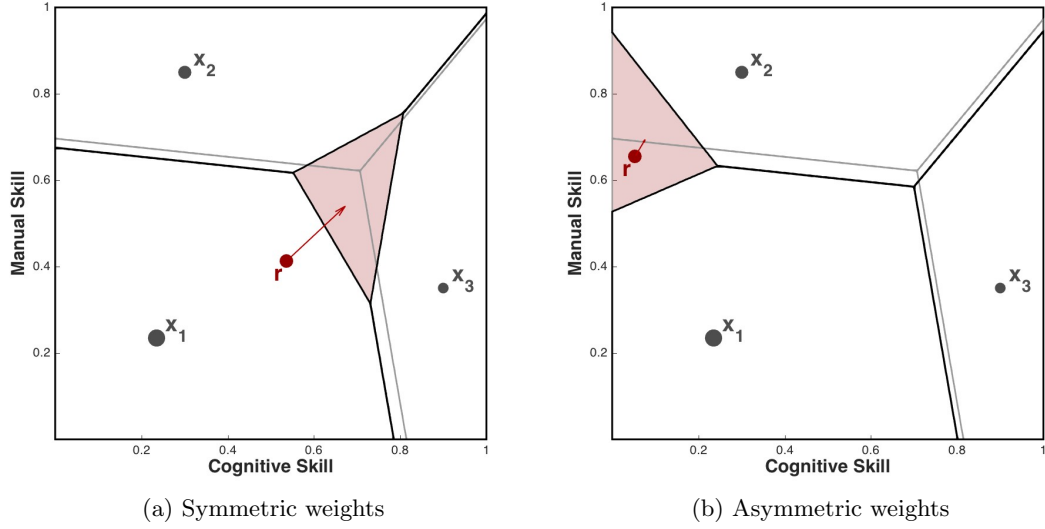 1
0.8
0.6
0.4
0.2
0.2
0.4
0.6
0.8
1
Manual Skill
Cognitive Skill
x2
x1
x3
r
(a) Symmetric weights
1
0.8
0.6
0.4
0.2
0.2
0.4
0.6
0.8
1
Manual Skill
Cognitive Skill
x2
x1
x3
r
(b) Asymmetric weights